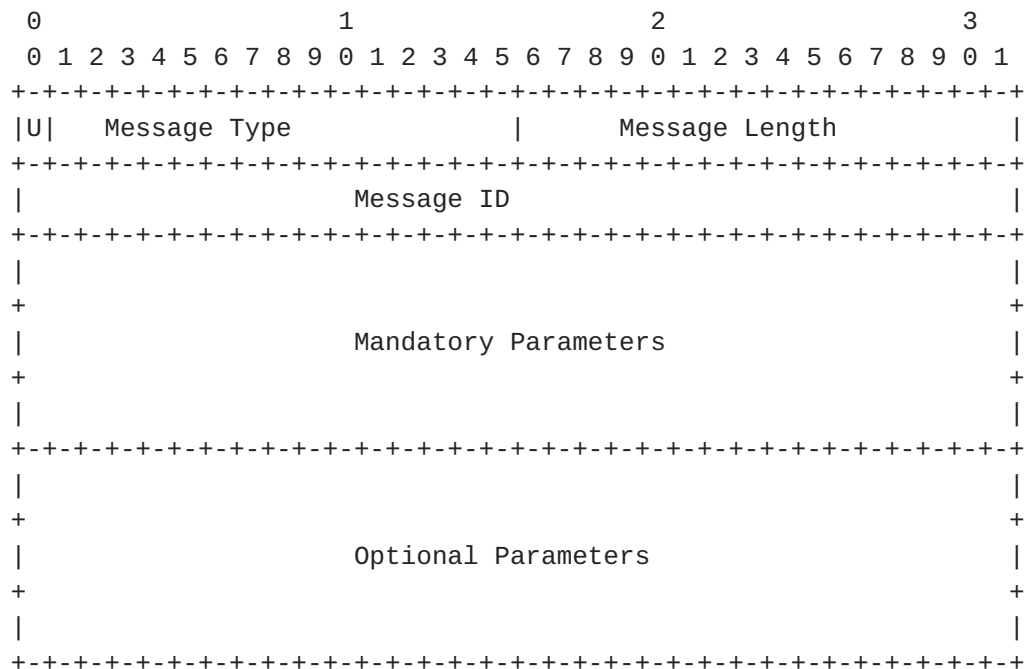 0                   1                   2                   3
 0 1 2 3 4 5 6 7 8 9 0 1 2 3 4 5 6 7 8 9 0 1 2 3 4 5 6 7 8 9 0 1
+-+-+-+-+-+-+-+-+-+-+-+-+-+-+-+-+-+-+-+-+-+-+-+-+-+-+-+-+-+-+-+-+
|U|   Message Type              |      Message Length           |
+-+-+-+-+-+-+-+-+-+-+-+-+-+-+-+-+-+-+-+-+-+-+-+-+-+-+-+-+-+-+-+-+
|                     Message ID                                |
+-+-+-+-+-+-+-+-+-+-+-+-+-+-+-+-+-+-+-+-+-+-+-+-+-+-+-+-+-+-+-+-+
|                                                               |
+                                                               +
|                     Mandatory Parameters                      |
+                                                               +
|                                                               |
+-+-+-+-+-+-+-+-+-+-+-+-+-+-+-+-+-+-+-+-+-+-+-+-+-+-+-+-+-+-+-+-+
|                                                               |
+                                                               +
|                     Optional Parameters                       |
+                                                               +
|                                                               |
+-+-+-+-+-+-+-+-+-+-+-+-+-+-+-+-+-+-+-+-+-+-+-+-+-+-+-+-+-+-+-+-+